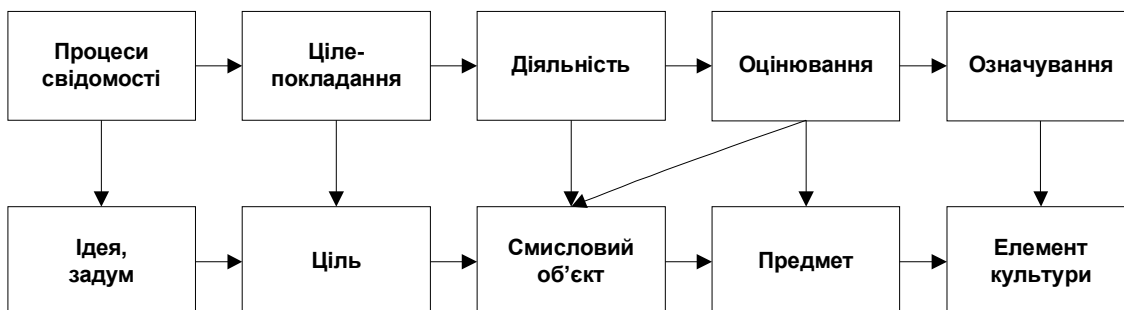 Процеси
свідомості
Ціле-
покладання
Діяльність
Оцінювання
Означування
Ідея,
задум
Ціль
Смисловий
об’єкт
Предмет
Елемент
культури